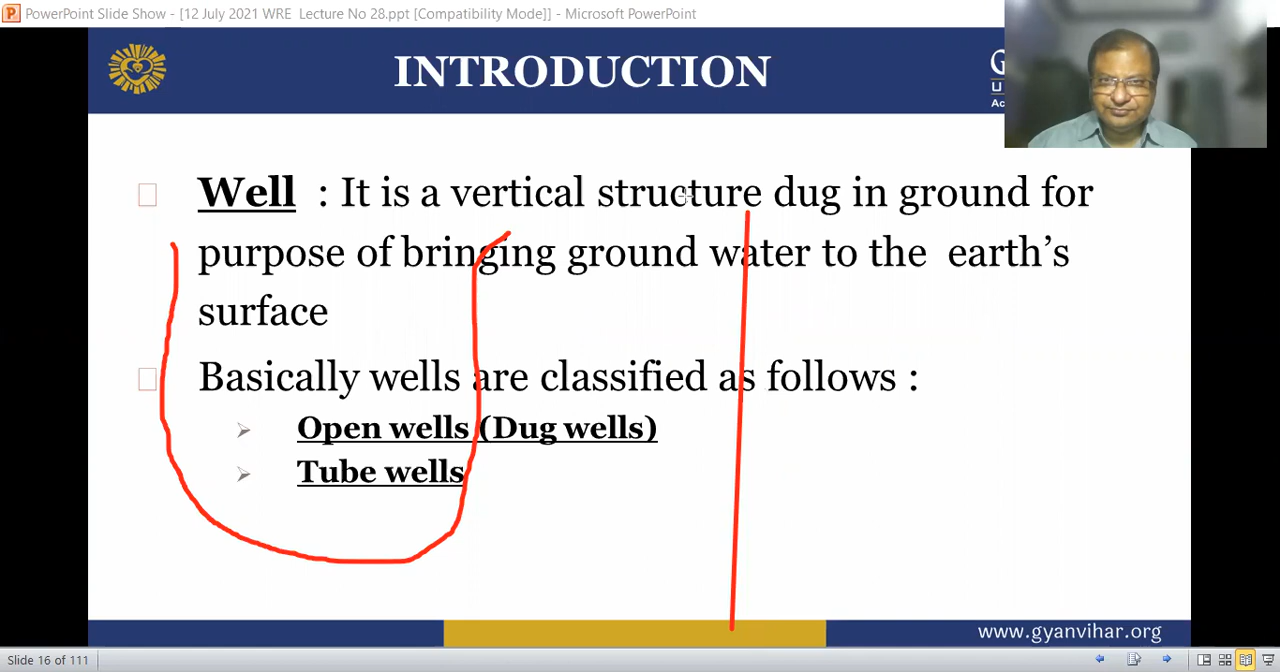 PowerPoint Slide Show - [12 July 2021 WRE Lecture No 28.ppt [Compatibility Mode]] - Microsoft PowerPoint
INTRODUCTION
G
U
Ac
Well : It is a vertical structure dug in ground for
purpose of bringing ground water to the earth's
surface
Basically wells are classified as follows :
Open wells (Dug wells)
Tube wells
www.gyanvihar.org
Slide 16 of 111